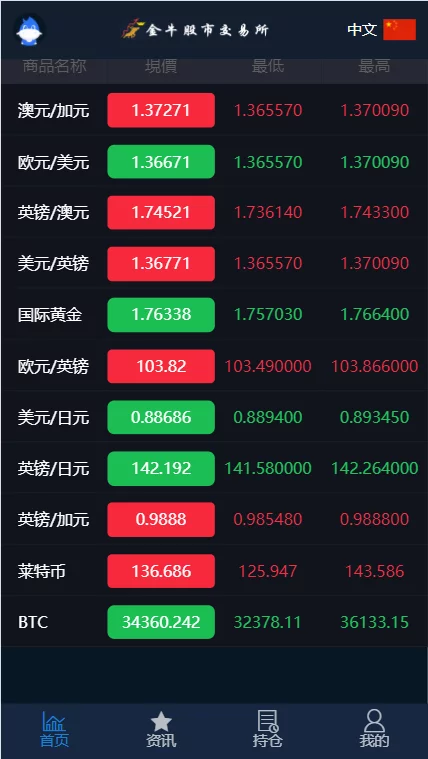 金牛股市交易所 中文
商品名称 現價 最低 最高
澳元/加元 1.37271 1.365570 1.370090
欧元/美元 1.36671 1.365570 1.370090
英镑/澳元 1.74521 1.736140 1.743300
美元/英镑 1.36771 1.365570 1.370090
国际黄金 1.76338 1.757030 1.766400
欧元/英镑 103.82 103.490000 103.866000
美元/日元 0.88686 0.889400 0.893450
英镑/日元 142.192 141.580000 142.264000
英镑/加元 0.9888 0.985480 0.988800
莱特币 136.686 125.947 143.586
BTC 34360.242 32378.11 36133.15
首页 资讯 持仓 我的